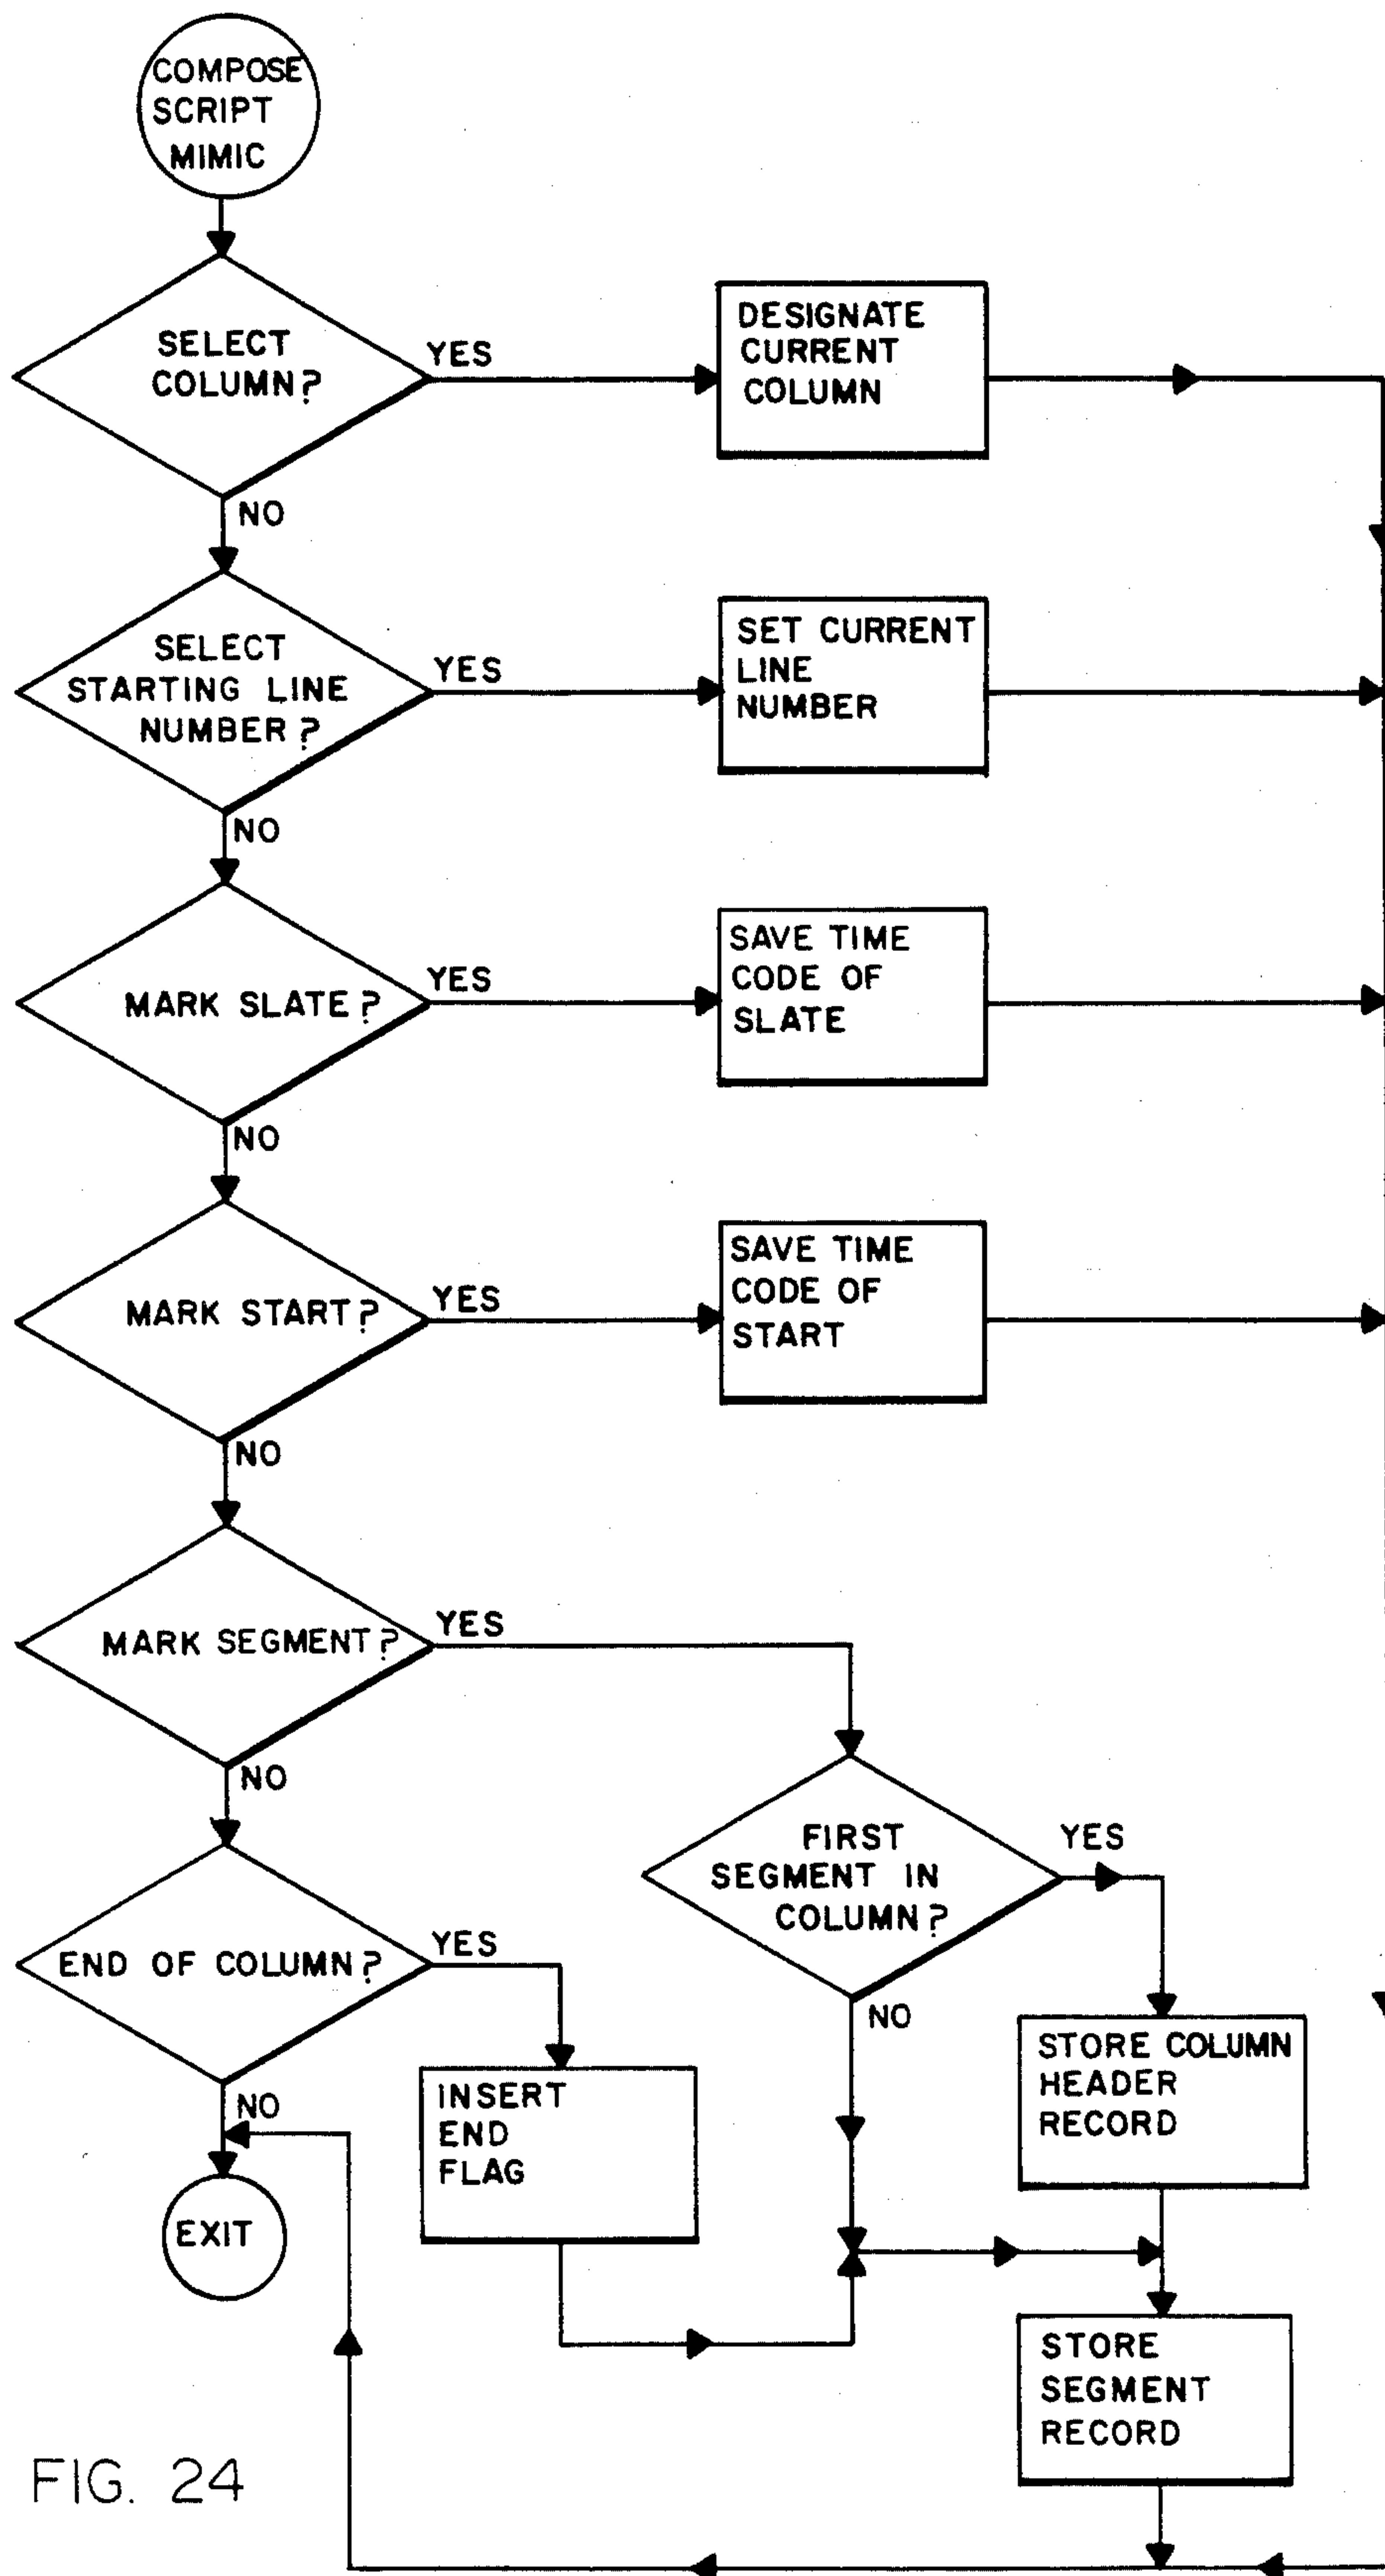 COMPOSE
SCRIPT
MIMIC
SELECT
COLUMN?
YES
DESIGNATE
CURRENT
COLUMN
NO
SELECT
STARTING LINE
NUMBER?
YES
SET CURRENT
LINE
NUMBER
NO
MARK SLATE?
YES
SAVE TIME
CODE OF
SLATE
NO
MARK START?
YES
SAVE TIME
CODE OF
START
NO
MARK SEGMENT?
YES
NO
FIRST
SEGMENT IN
COLUMN?
YES
NO
END OF COLUMN?
YES
NO
INSERT
END
FLAG
STORE COLUMN
HEADER
RECORD
EXIT
STORE
SEGMENT
RECORD
FIG. 24